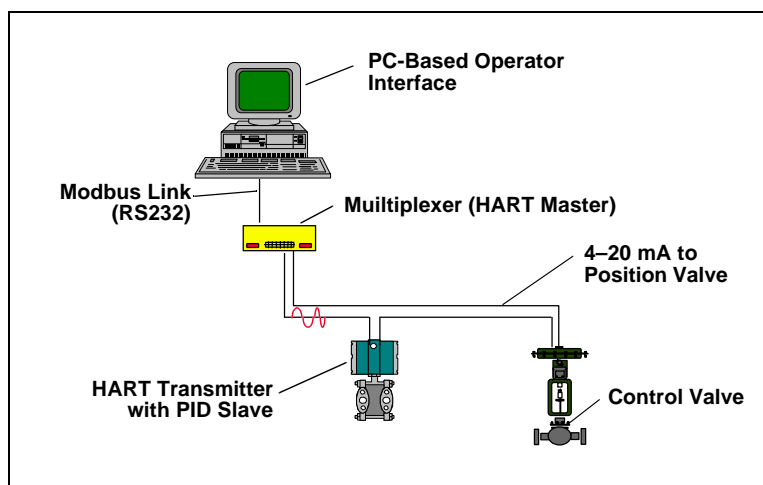 PC-Based Operator
Interface
Modbus Link
(RS232)
Muiltiplexer (HART Master)
4–20 mA to
Position Valve
HART Transmitter
with PID Slave
Control Valve